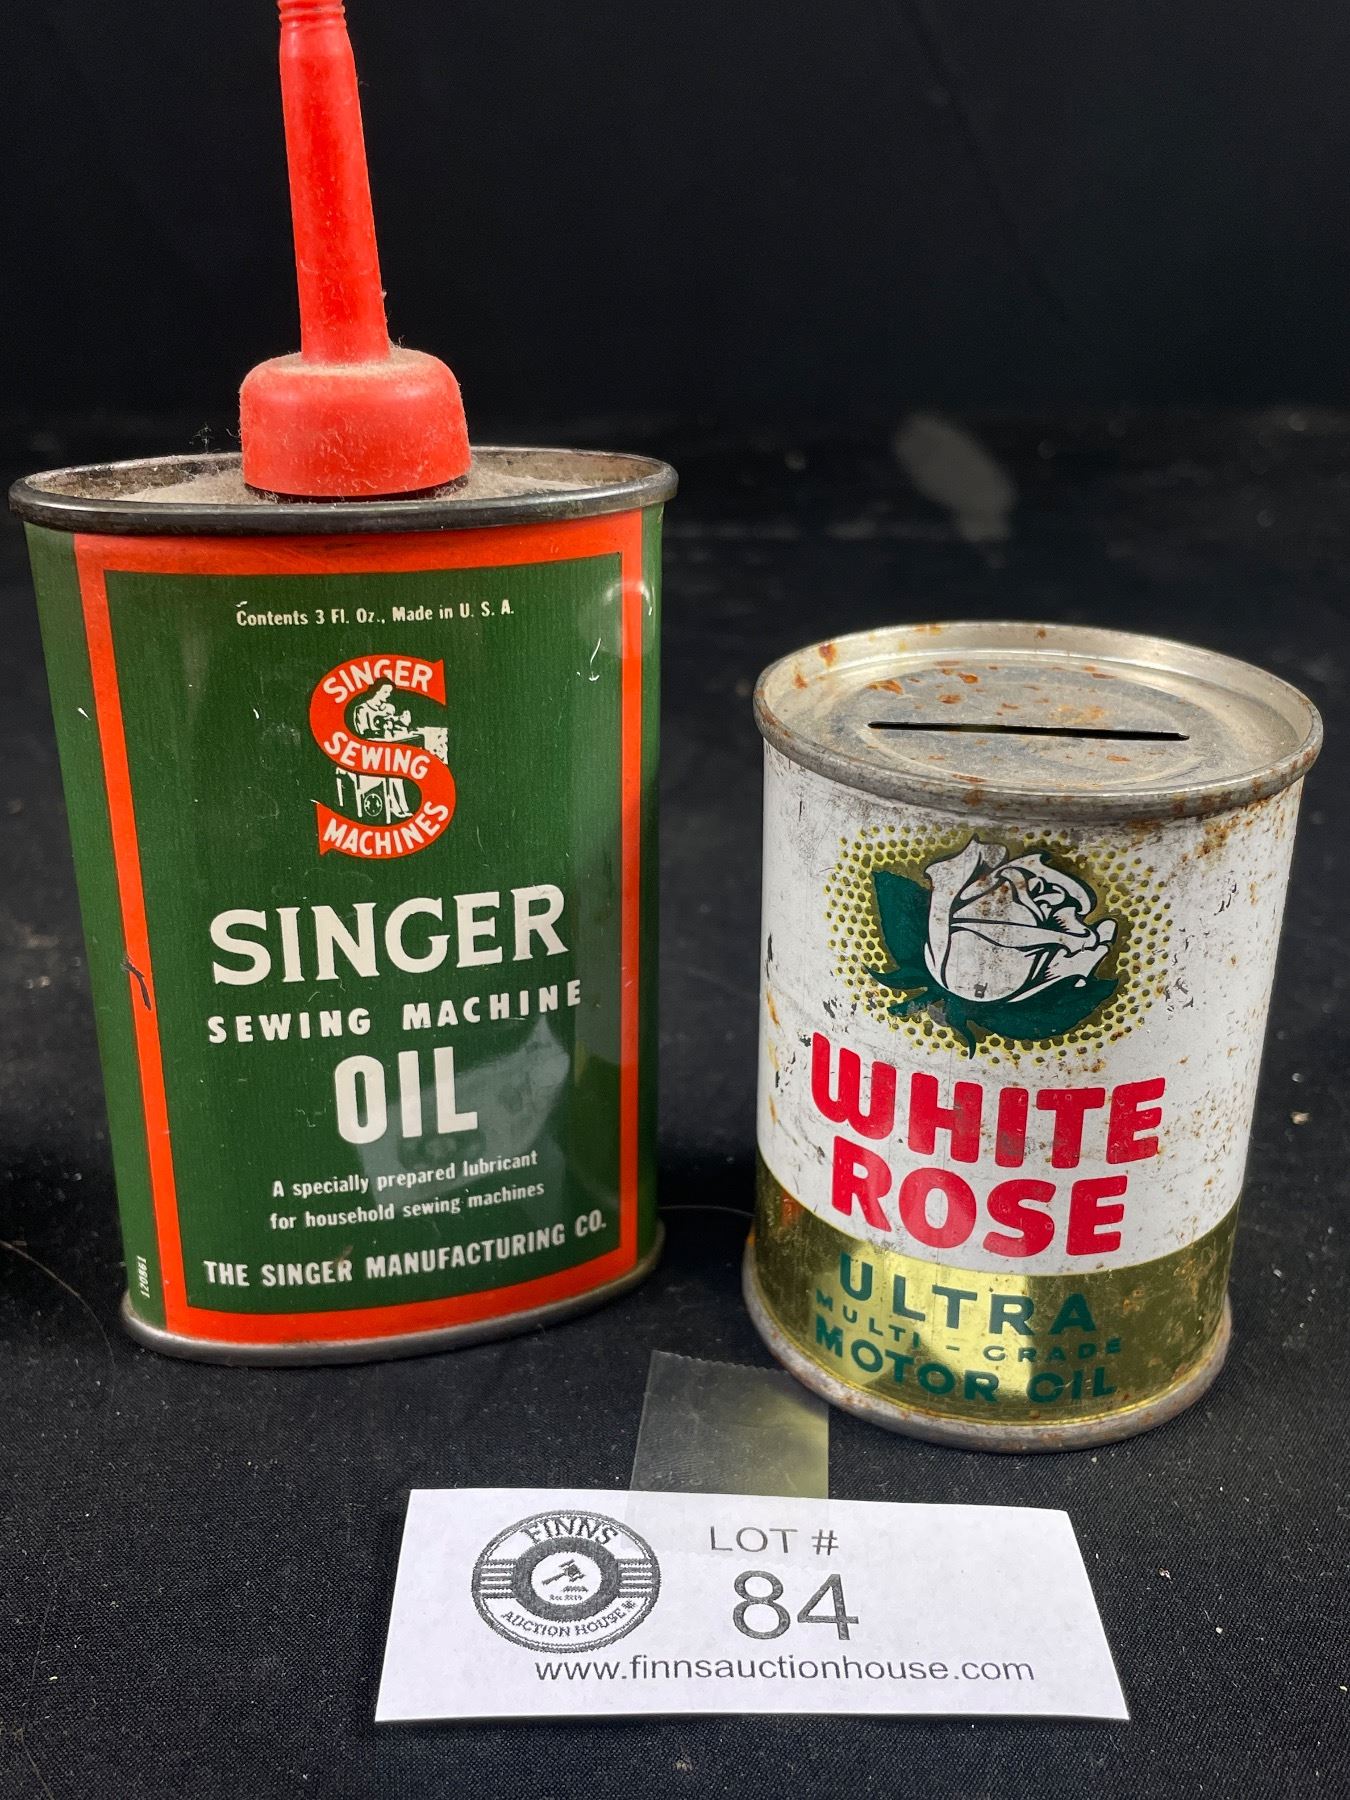 Contents 3 Fl. Oz., Made in U. S. A.
SINGER
SEWING
MACHINES
SINGER
SEWING MACHINE
OIL
A specially prepared lubricant
for household sewing machines
THE SINGER MANUFACTURING CO.
120561
WHITE
ROSE
ULTRA
MULTI-GRADE
MOTOR OIL
FINNS
AUCTION HOUSE
LOT #
84
www.finnsauctionhouse.com